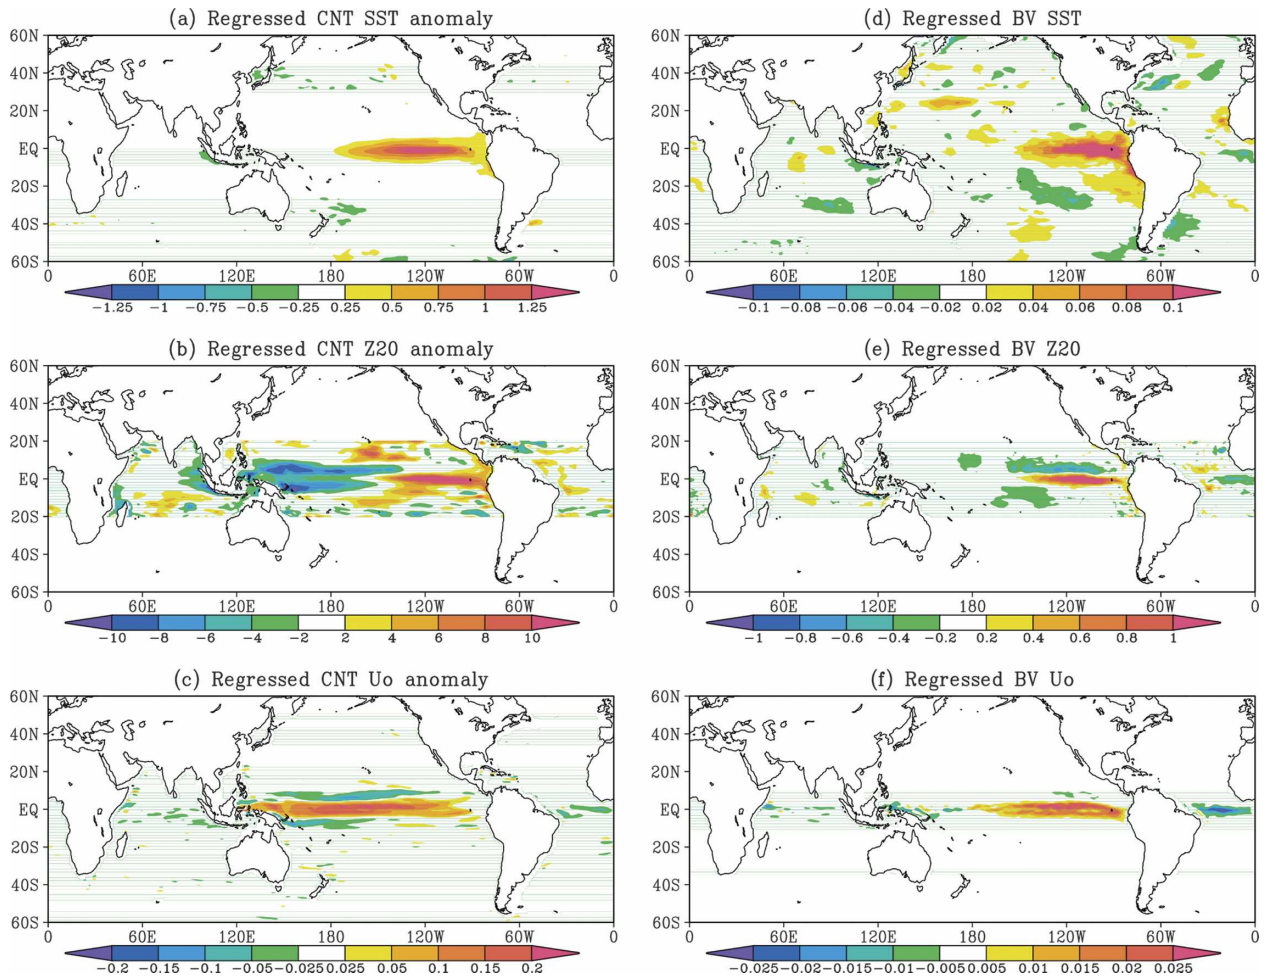 (a) Regressed CNT SST anomaly
60N
40N
20N
EQ
20S
40S
60S
0 60E 120E 180 120W 60W 0
−1.25 −1 −0.75 −0.5 −0.25 0.25 0.5 0.75 1 1.25
(d) Regressed BV SST
60N
40N
20N
EQ
20S
40S
60S
0 60E 120E 180 120W 60W 0
−0.1 −0.08 −0.06 −0.04 −0.02 0.02 0.04 0.06 0.08 0.1
(b) Regressed CNT Z20 anomaly
60N
40N
20N
EQ
20S
40S
60S
0 60E 120E 180 120W 60W 0
−10 −8 −6 −4 −2 2 4 6 8 10
(e) Regressed BV Z20
60N
40N
20N
EQ
20S
40S
60S
0 60E 120E 180 120W 60W 0
−1 −0.8 −0.6 −0.4 −0.2 0.2 0.4 0.6 0.8 1
(c) Regressed CNT Uo anomaly
60N
40N
20N
EQ
20S
40S
60S
0 60E 120E 180 120W 60W 0
−0.2 −0.15 −0.1 −0.05 −0.025 0.025 0.05 0.1 0.15 0.2
(f) Regressed BV Uo
60N
40N
20N
EQ
20S
40S
60S
0 60E 120E 180 120W 60W 0
−0.025 −0.02 −0.015 −0.01 −0.005 0.005 0.01 0.015 0.02 0.025